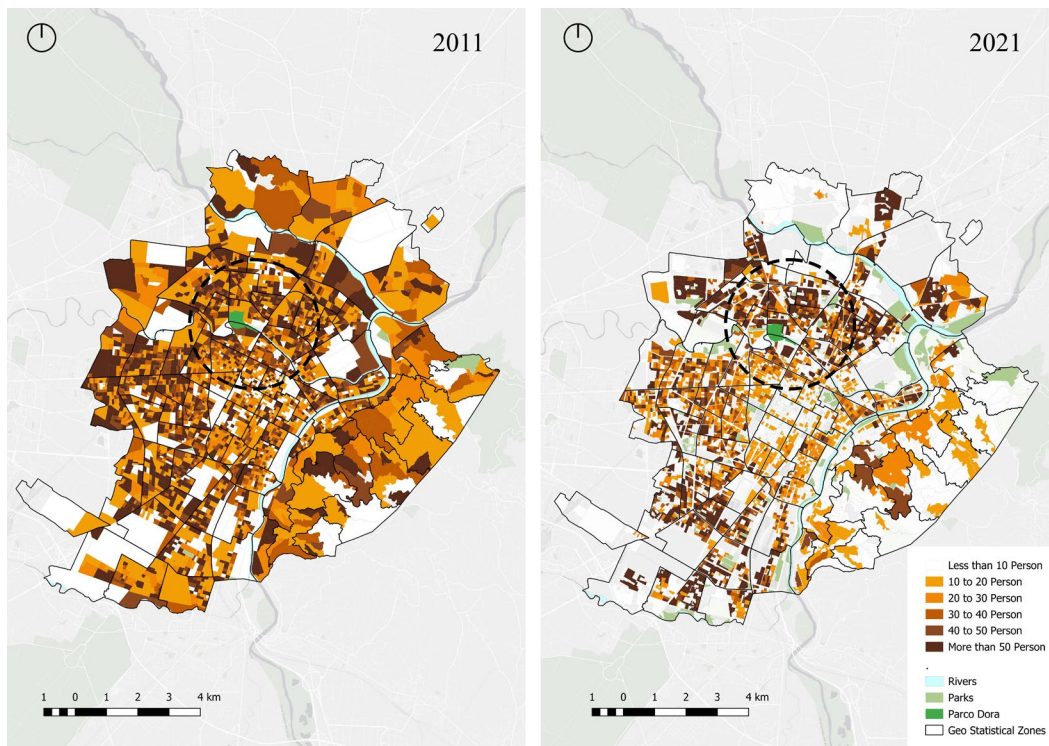 2011
2021
1 0 1 2 3 4 km
1 0 1 2 3 4 km
Less than 10 Person
10 to 20 Person
20 to 30 Person
30 to 40 Person
40 to 50 Person
More than 50 Person
.
Rivers
Parks
Parco Dora
Geo Statistical Zones